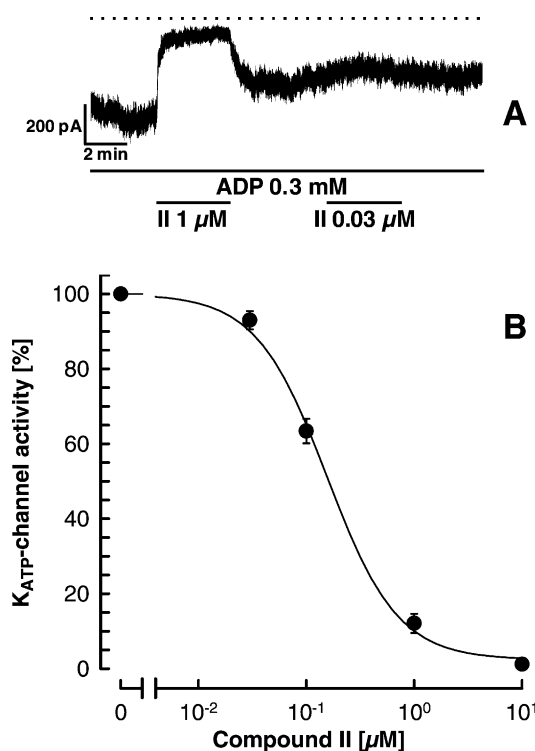 A
200 pA
2 min
ADP 0.3 mM
II 1 µM
II 0.03 µM
B
K_ATP-channel activity [%]
100
80
60
40
20
0
0
10⁻²
10⁻¹
10⁰
10¹
Compound II [µM]